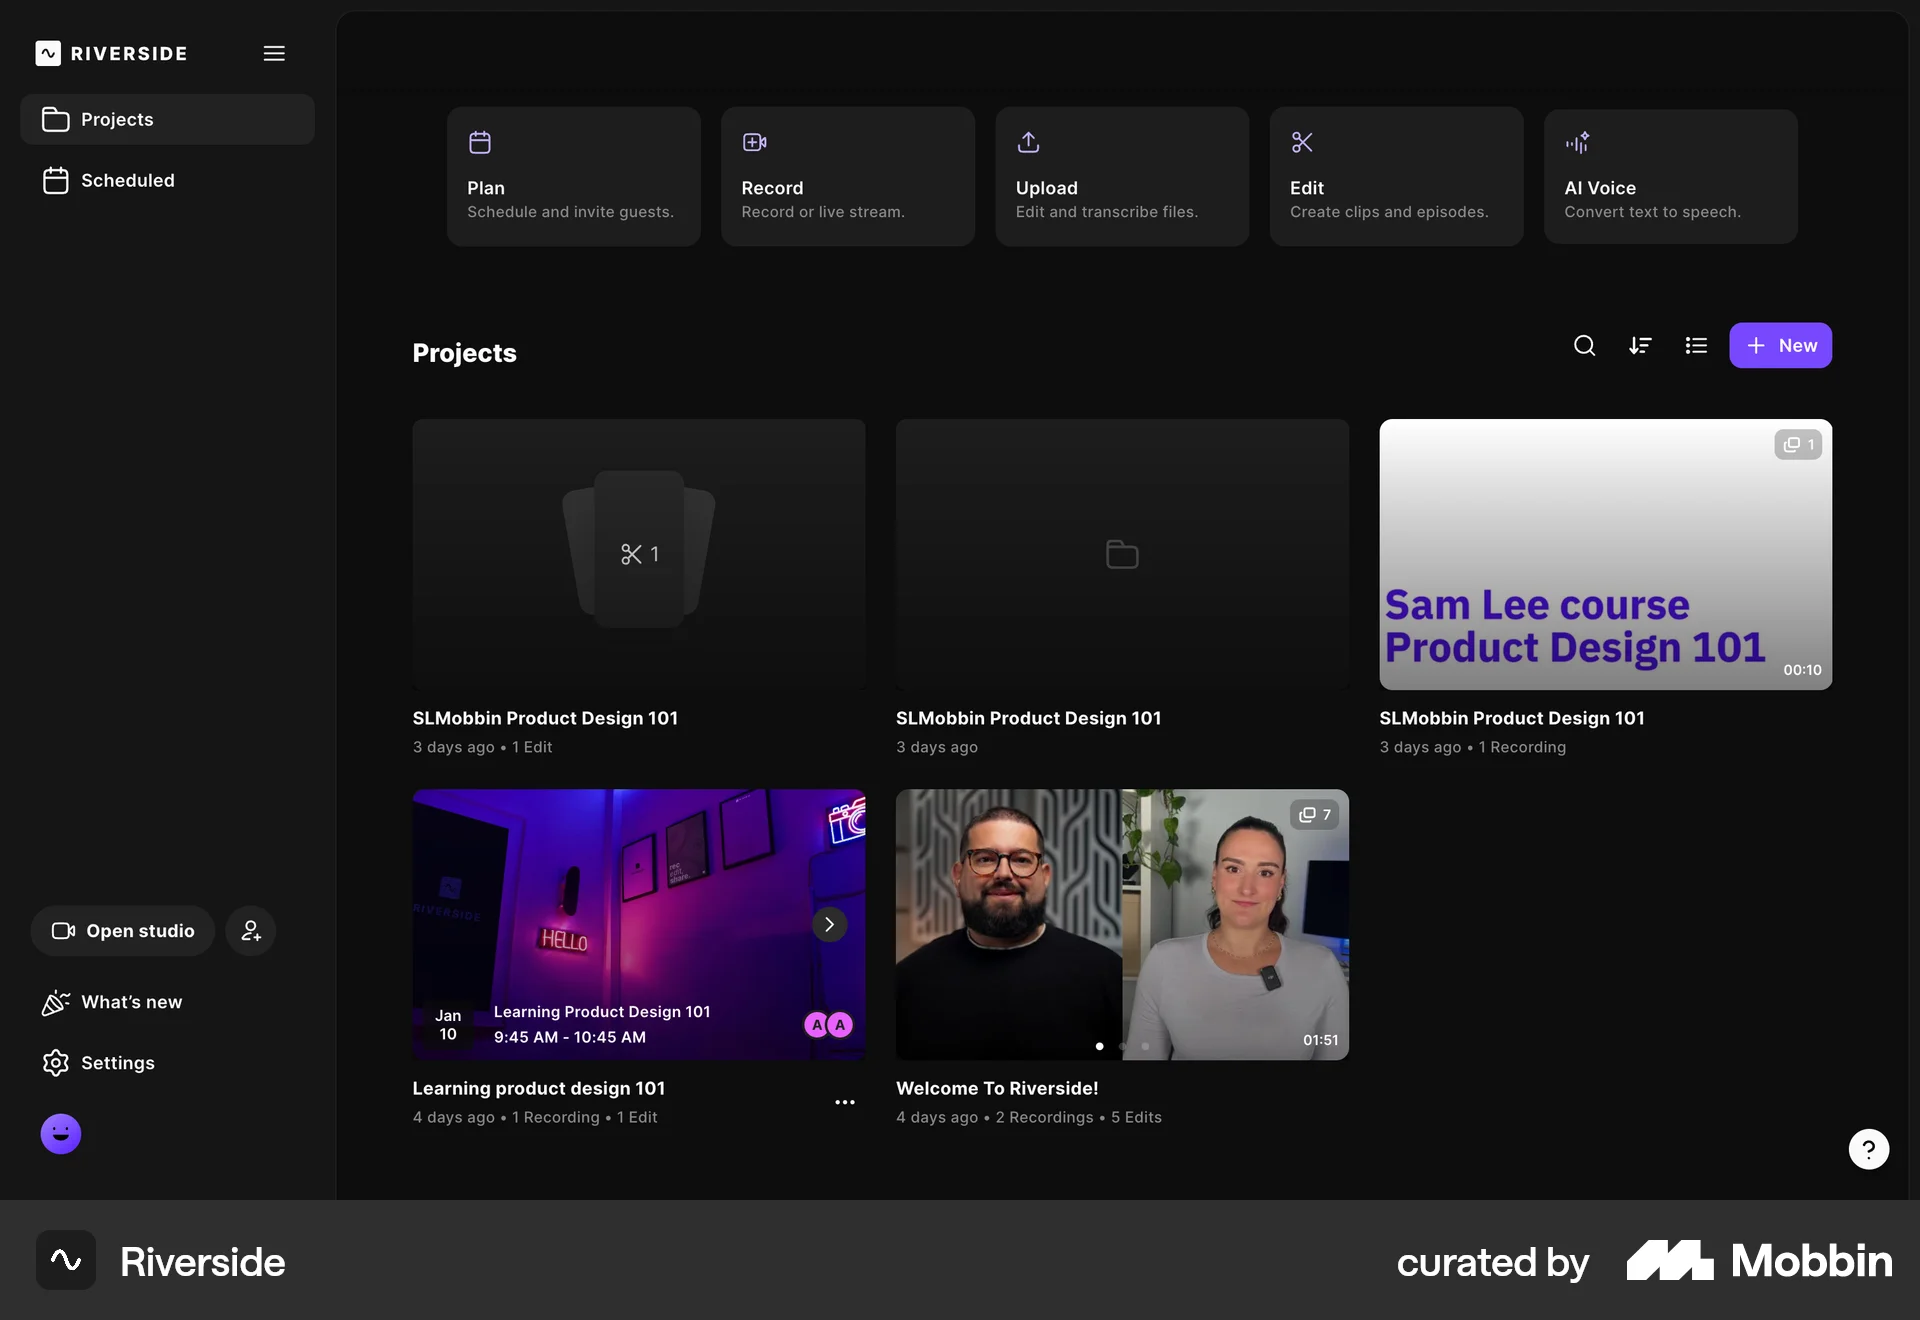 RIVERSIDE
Projects
Scheduled
Plan
Schedule and invite guests.
Record
Record or live stream.
Upload
Edit and transcribe files.
Edit
Create clips and episodes.
AI Voice
Convert text to speech.
Projects
New
1
1
Sam Lee course
Product Design 101
00:10
SLMobbin Product Design 101
3 days ago • 1 Edit
SLMobbin Product Design 101
3 days ago
SLMobbin Product Design 101
3 days ago • 1 Recording
RIVERSIDE
rec
edit.
share.
HELLO
Jan
10
Learning Product Design 101
9:45 AM - 10:45 AM
A A
7
01:51
Learning product design 101
4 days ago • 1 Recording • 1 Edit
Welcome To Riverside!
4 days ago • 2 Recordings • 5 Edits
Open studio
What's new
Settings
?
Riverside
curated by Mobbin